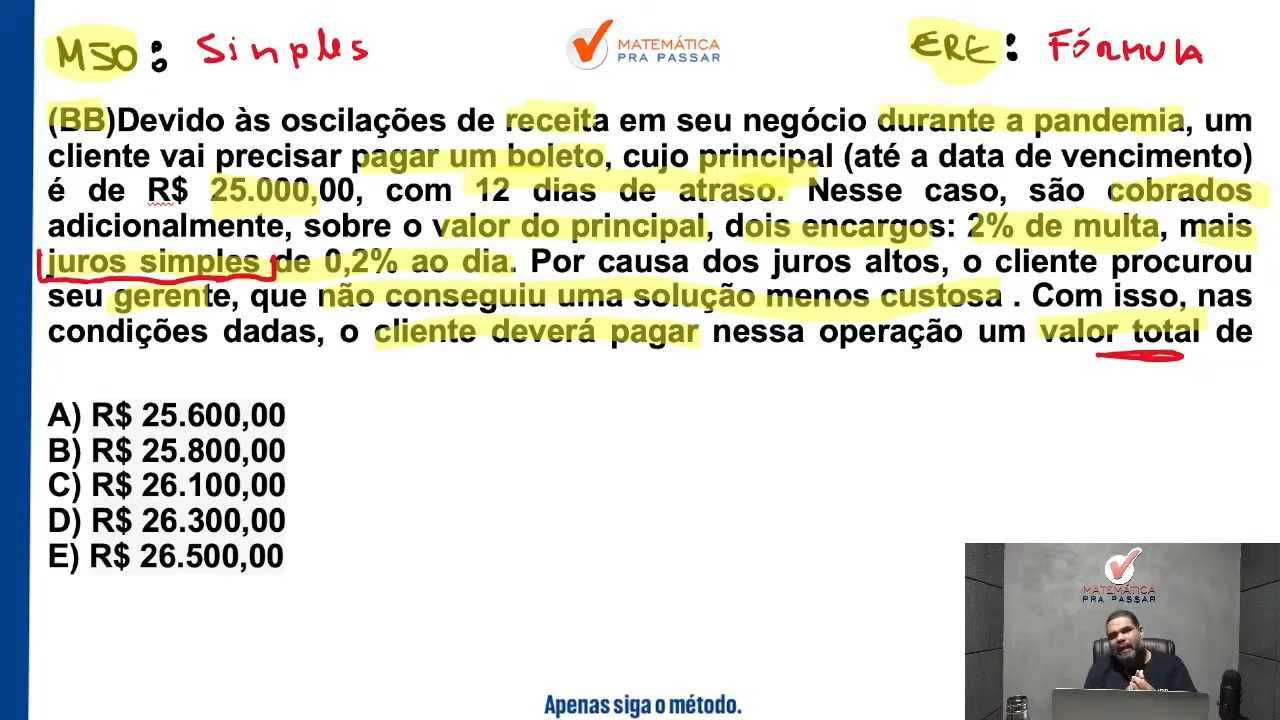 MSO: Simples
MATEMÁTICA
PRA PASSAR
ERE: FÓRMULA
(BB)Devido às oscilações de receita em seu negócio durante a pandemia, um
cliente vai precisar pagar um boleto, cujo principal (até a data de vencimento)
é de R$ 25.000,00, com 12 dias de atraso. Nesse caso, são cobrados
adicionalmente, sobre o valor do principal, dois encargos: 2% de multa, mais
juros simples de 0,2% ao dia. Por causa dos juros altos, o cliente procurou
seu gerente, que não conseguiu uma solução menos custosa . Com isso, nas
condições dadas, o cliente deverá pagar nessa operação um valor total de
A) R$ 25.600,00
B) R$ 25.800,00
C) R$ 26.100,00
D) R$ 26.300,00
E) R$ 26.500,00
MATEMÁTICA
PRA PASSAR
Apenas siga o método.